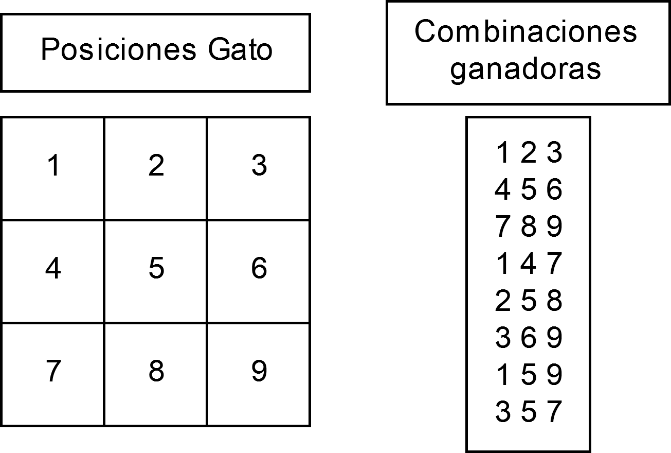 Posiciones Gato
1 2 3
4 5 6
7 8 9
Combinaciones
ganadoras
1 2 3
4 5 6
7 8 9
1 4 7
2 5 8
3 6 9
1 5 9
3 5 7